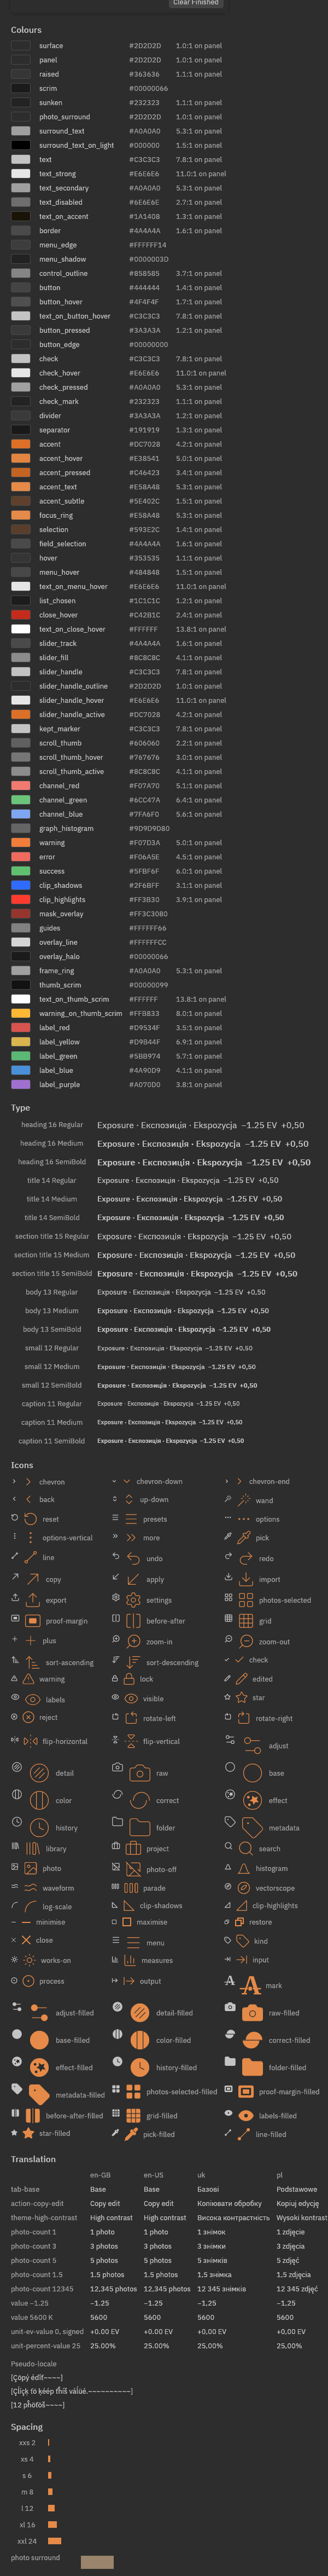 Clear Finished
Colours
surface #2D2D2D 1.0:1 on panel
panel #2D2D2D 1.0:1 on panel
raised #363636 1.1:1 on panel
scrim #00000066
sunken #232323 1.1:1 on panel
photo_surround #2D2D2D 1.0:1 on panel
surround_text #A0A0A0 5.3:1 on panel
surround_text_on_light #000000 1.5:1 on panel
text #C3C3C3 7.8:1 on panel
text_strong #E6E6E6 11.0:1 on panel
text_secondary #A0A0A0 5.3:1 on panel
text_disabled #6E6E6E 2.7:1 on panel
text_on_accent #1A1408 1.3:1 on panel
border #4A4A4A 1.6:1 on panel
menu_edge #FFFFFF14
menu_shadow #0000003D
control_outline #858585 3.7:1 on panel
button #444444 1.4:1 on panel
button_hover #4F4F4F 1.7:1 on panel
text_on_button_hover #C3C3C3 7.8:1 on panel
button_pressed #3A3A3A 1.2:1 on panel
button_edge #00000000
check #C3C3C3 7.8:1 on panel
check_hover #E6E6E6 11.0:1 on panel
check_pressed #A0A0A0 5.3:1 on panel
check_mark #232323 1.1:1 on panel
divider #3A3A3A 1.2:1 on panel
separator #191919 1.3:1 on panel
accent #DC7028 4.2:1 on panel
accent_hover #E38541 5.0:1 on panel
accent_pressed #C46423 3.4:1 on panel
accent_text #E58A48 5.3:1 on panel
accent_subtle #5E402C 1.5:1 on panel
focus_ring #E58A48 5.3:1 on panel
selection #593E2C 1.4:1 on panel
field_selection #4A4A4A 1.6:1 on panel
hover #353535 1.1:1 on panel
menu_hover #484848 1.5:1 on panel
text_on_menu_hover #E6E6E6 11.0:1 on panel
list_chosen #1C1C1C 1.2:1 on panel
close_hover #C42B1C 2.4:1 on panel
text_on_close_hover #FFFFFF 13.8:1 on panel
slider_track #4A4A4A 1.6:1 on panel
slider_fill #8C8C8C 4.1:1 on panel
slider_handle #C3C3C3 7.8:1 on panel
slider_handle_outline #2D2D2D 1.0:1 on panel
slider_handle_hover #E6E6E6 11.0:1 on panel
slider_handle_active #DC7028 4.2:1 on panel
kept_marker #C3C3C3 7.8:1 on panel
scroll_thumb #606060 2.2:1 on panel
scroll_thumb_hover #767676 3.0:1 on panel
scroll_thumb_active #8C8C8C 4.1:1 on panel
channel_red #F07A70 5.1:1 on panel
channel_green #6CC47A 6.4:1 on panel
channel_blue #7FA6F0 5.6:1 on panel
graph_histogram #9D9D9D80
warning #F07D3A 5.0:1 on panel
error #F06A5E 4.5:1 on panel
success #5FBF6F 6.0:1 on panel
clip_shadows #2F6BFF 3.1:1 on panel
clip_highlights #FF3B30 3.9:1 on panel
mask_overlay #FF3C3080
guides #FFFFFF66
overlay_line #FFFFFFCC
overlay_halo #00000066
frame_ring #A0A0A0 5.3:1 on panel
thumb_scrim #00000099
text_on_thumb_scrim #FFFFFF 13.8:1 on panel
warning_on_thumb_scrim #FFB833 8.0:1 on panel
label_red #D9534F 3.5:1 on panel
label_yellow #D9B44F 6.9:1 on panel
label_green #5BB974 5.7:1 on panel
label_blue #4A90D9 4.1:1 on panel
label_purple #A070D0 3.8:1 on panel
Type
heading 16 Regular Exposure · Експозиція · Ekspozycja −1.25 EV +0,50
heading 16 Medium Exposure · Експозиція · Ekspozycja −1.25 EV +0,50
heading 16 SemiBold Exposure · Експозиція · Ekspozycja −1.25 EV +0,50
title 14 Regular Exposure · Експозиція · Ekspozycja −1.25 EV +0,50
title 14 Medium Exposure · Експозиція · Ekspozycja −1.25 EV +0,50
title 14 SemiBold Exposure · Експозиція · Ekspozycja −1.25 EV +0,50
section title 15 Regular Exposure · Експозиція · Ekspozycja −1.25 EV +0,50
section title 15 Medium Exposure · Експозиція · Ekspozycja −1.25 EV +0,50
section title 15 SemiBold Exposure · Експозиція · Ekspozycja −1.25 EV +0,50
body 13 Regular Exposure · Експозиція · Ekspozycja −1.25 EV +0,50
body 13 Medium Exposure · Експозиція · Ekspozycja −1.25 EV +0,50
body 13 SemiBold Exposure · Експозиція · Ekspozycja −1.25 EV +0,50
small 12 Regular Exposure · Експозиція · Ekspozycja −1.25 EV +0,50
small 12 Medium Exposure · Експозиція · Ekspozycja −1.25 EV +0,50
small 12 SemiBold Exposure · Експозиція · Ekspozycja −1.25 EV +0,50
caption 11 Regular Exposure · Експозиція · Ekspozycja −1.25 EV +0,50
caption 11 Medium Exposure · Експозиція · Ekspozycja −1.25 EV +0,50
caption 11 SemiBold Exposure · Експозиція · Ekspozycja −1.25 EV +0,50
Icons
chevron chevron-down chevron-end
back up-down wand
reset presets options
options-vertical more pick
line undo redo
copy apply import
export settings photos-selected
proof-margin before-after grid
plus zoom-in zoom-out
sort-ascending sort-descending check
warning lock edited
labels visible star
reject rotate-left rotate-right
flip-horizontal flip-vertical adjust
detail raw base
color correct effect
history folder metadata
library project search
photo photo-off histogram
waveform parade vectorscope
log-scale clip-shadows clip-highlights
minimise maximise restore
close menu kind
works-on measures input
process output mark
adjust-filled detail-filled raw-filled
base-filled color-filled correct-filled
effect-filled history-filled folder-filled
metadata-filled photos-selected-filled proof-margin-filled
before-after-filled grid-filled labels-filled
star-filled pick-filled line-filled
Translation
en-GB en-US uk pl
tab-base Base Base Базові Podstawowe
action-copy-edit Copy edit Copy edit Копіювати обробку Kopiuj edycję
theme-high-contrast High contrast High contrast Висока контрастність Wysoki kontrast
photo-count 1 1 photo 1 photo 1 знімок 1 zdjęcie
photo-count 3 3 photos 3 photos 3 знімки 3 zdjęcia
photo-count 5 5 photos 5 photos 5 знімків 5 zdjęć
photo-count 1.5 1.5 photos 1.5 photos 1,5 знімка 1,5 zdjęcia
photo-count 12345 12,345 photos 12,345 photos 12 345 знімків 12 345 zdjęć
value −1.25 −1.25 −1.25 −1,25 −1,25
value 5600 K 5600 5600 5600 5600
unit-ev-value 0, signed +0.00 EV +0.00 EV +0,00 EV +0,00 EV
unit-percent-value 25 25.00% 25.00% 25,00% 25,00%
Pseudo-locale
[12 
Spacing
xxs 2
xs 4
s 6
m 8
l 12
xl 16
xxl 24
photo surround